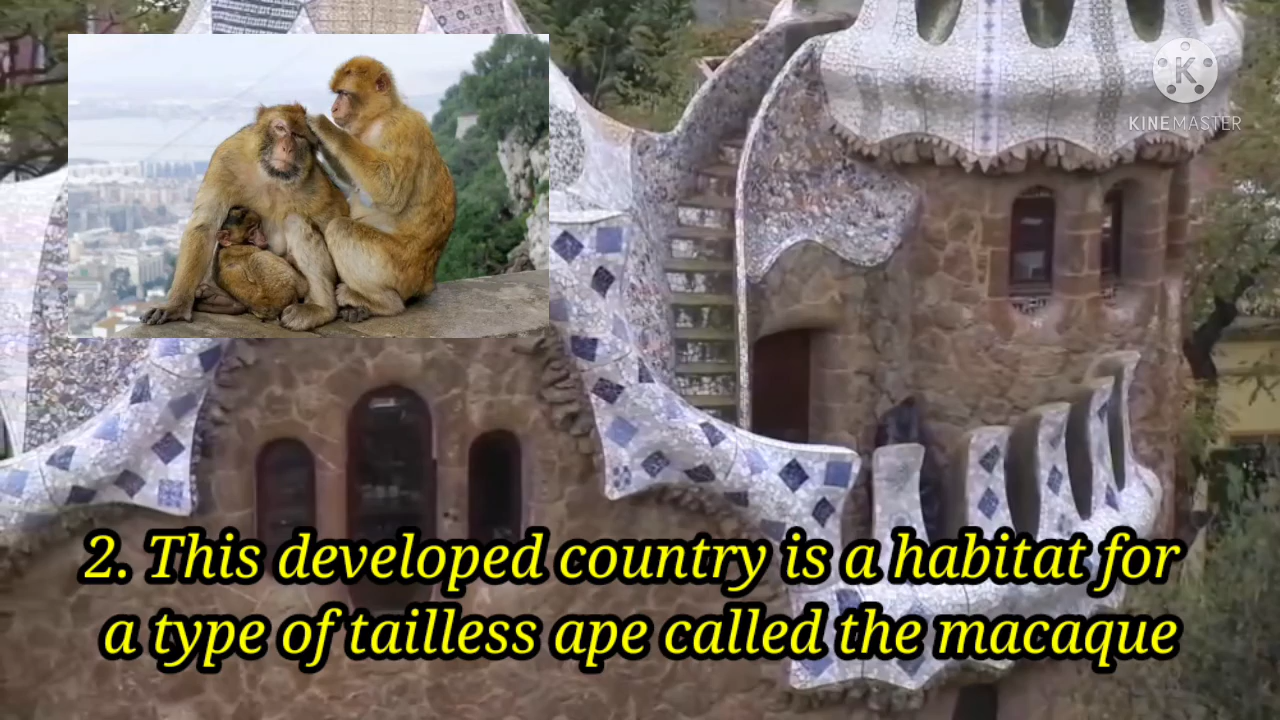 KINEMASTER
2. This developed country is a habitat for
a type of tailless ape called the macaque